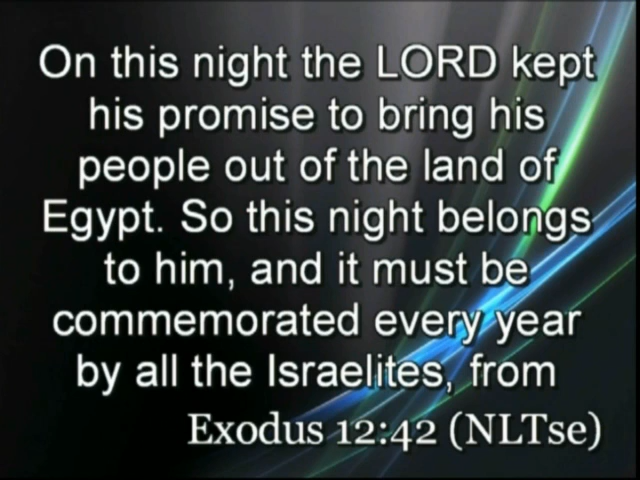 On this night the LORD kept
his promise to bring his
people out of the land of
Egypt. So this night belongs
to him, and it must be
commemorated every year
by all the Israelites, from
Exodus 12:42 (NLTse)